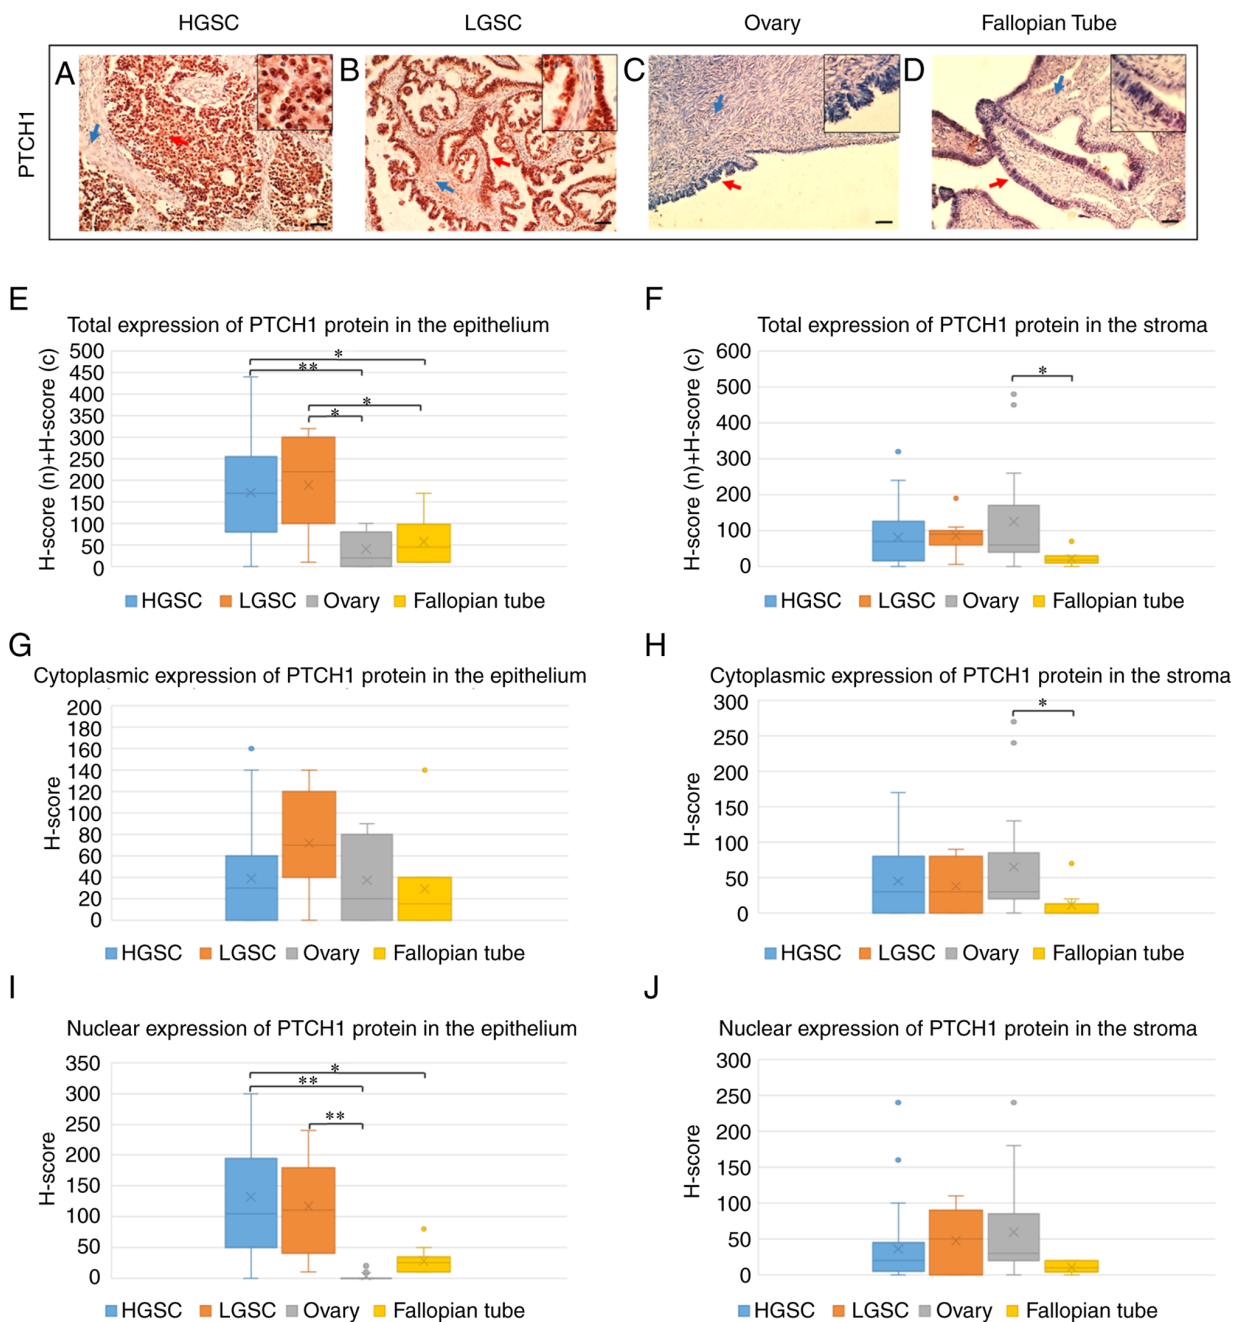 HGSC LGSC Ovary Fallopian Tube
PTCH1
A B C D
E
Total expression of PTCH1 protein in the epithelium
H-score (n)+H-score (c)
500
450
400
350
300
250
200
150
100
50
0
* ** * *
HGSC LGSC Ovary Fallopian tube
F
Total expression of PTCH1 protein in the stroma
H-score (n)+H-score (c)
600
500
400
300
200
100
0
*
HGSC LGSC Ovary Fallopian tube
G
Cytoplasmic expression of PTCH1 protein in the epithelium
H-score
200
180
160
140
120
100
80
60
40
20
0
HGSC LGSC Ovary Fallopian tube
H
Cytoplasmic expression of PTCH1 protein in the stroma
H-score
300
250
200
150
100
50
0
*
HGSC LGSC Ovary Fallopian tube
I
Nuclear expression of PTCH1 protein in the epithelium
H-score
350
300
250
200
150
100
50
0
* ** **
HGSC LGSC Ovary Fallopian tube
J
Nuclear expression of PTCH1 protein in the stroma
H-score
300
250
200
150
100
50
0
HGSC LGSC Ovary Fallopian tube